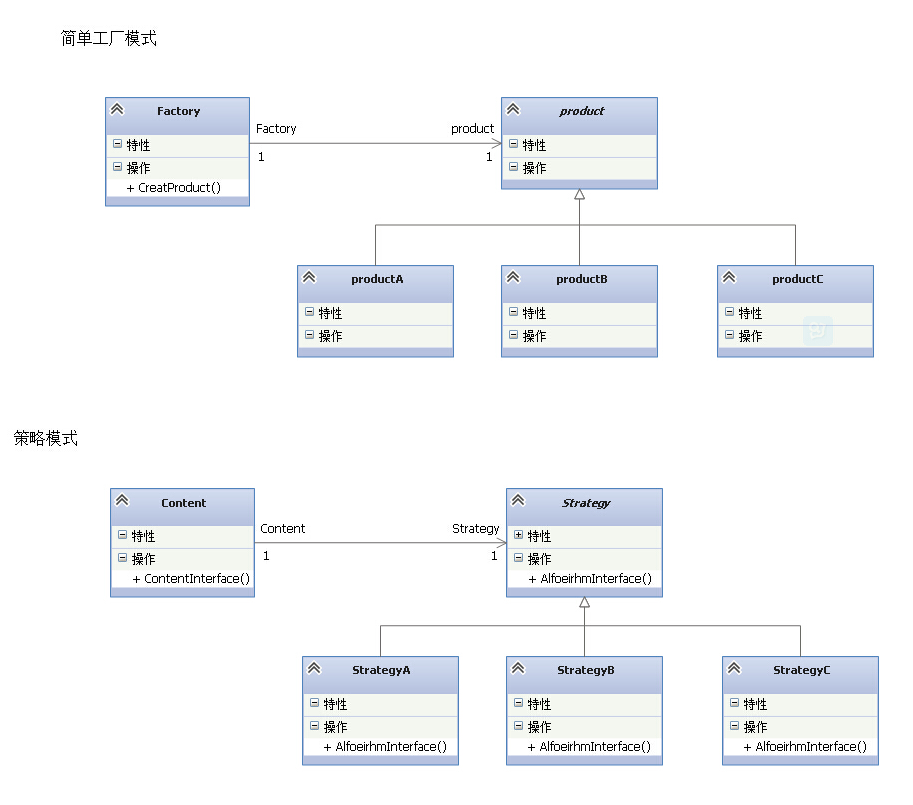 简单工厂模式
Factory
特性
操作
+ CreatProduct()
Factory
product
1
1
product
特性
操作
productA
特性
操作
productB
特性
操作
productC
特性
操作
策略模式
Content
特性
操作
+ ContentInterface()
Content
Strategy
1
1
Strategy
特性
操作
+ AlfoeirhmInterface()
StrategyA
特性
操作
+ AlfoeirhmInterface()
StrategyB
特性
操作
+ AlfoeirhmInterface()
StrategyC
特性
操作
+ AlfoeirhmInterface()